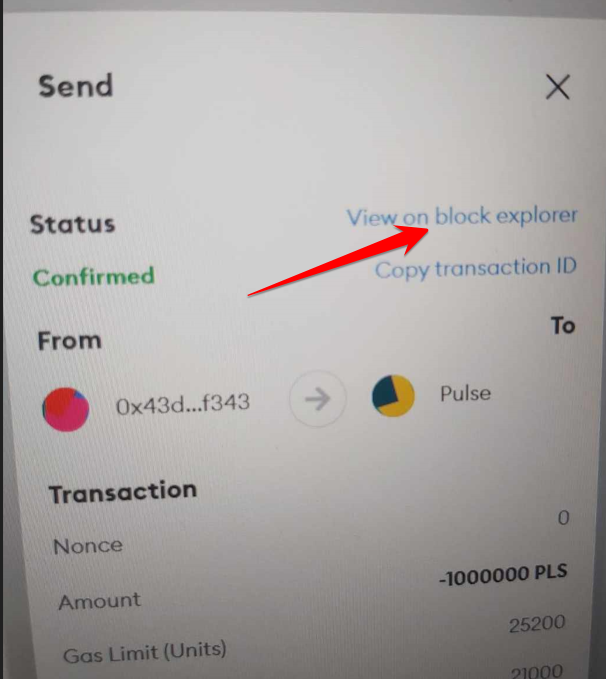 Send
Status
View on block explorer
Confirmed
Copy transaction ID
From
To
0x43d...f343
Pulse
Transaction
Nonce
0
Amount
-1000000 PLS
Gas Limit (Units)
25200
21000